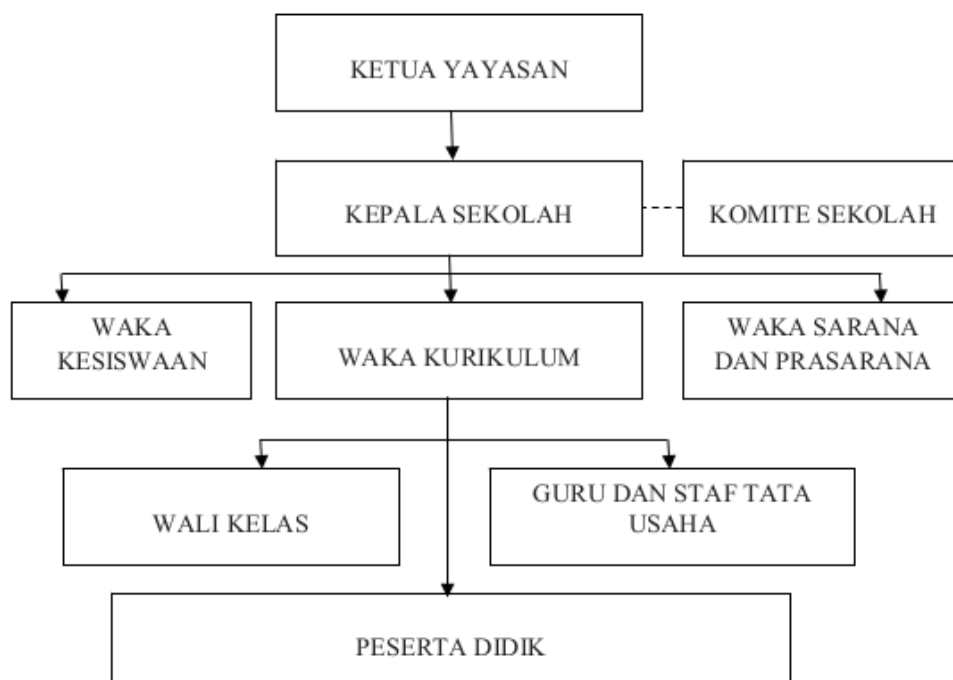 KETUA YAYASAN
KEPALA SEKOLAH
KOMITE SEKOLAH
WAKA
KESISWAAN
WAKA KURIKULUM
WAKA SARANA
DAN PRASARANA
WALI KELAS
GURU DAN STAF TATA
USAHA
PESERTA DIDIK